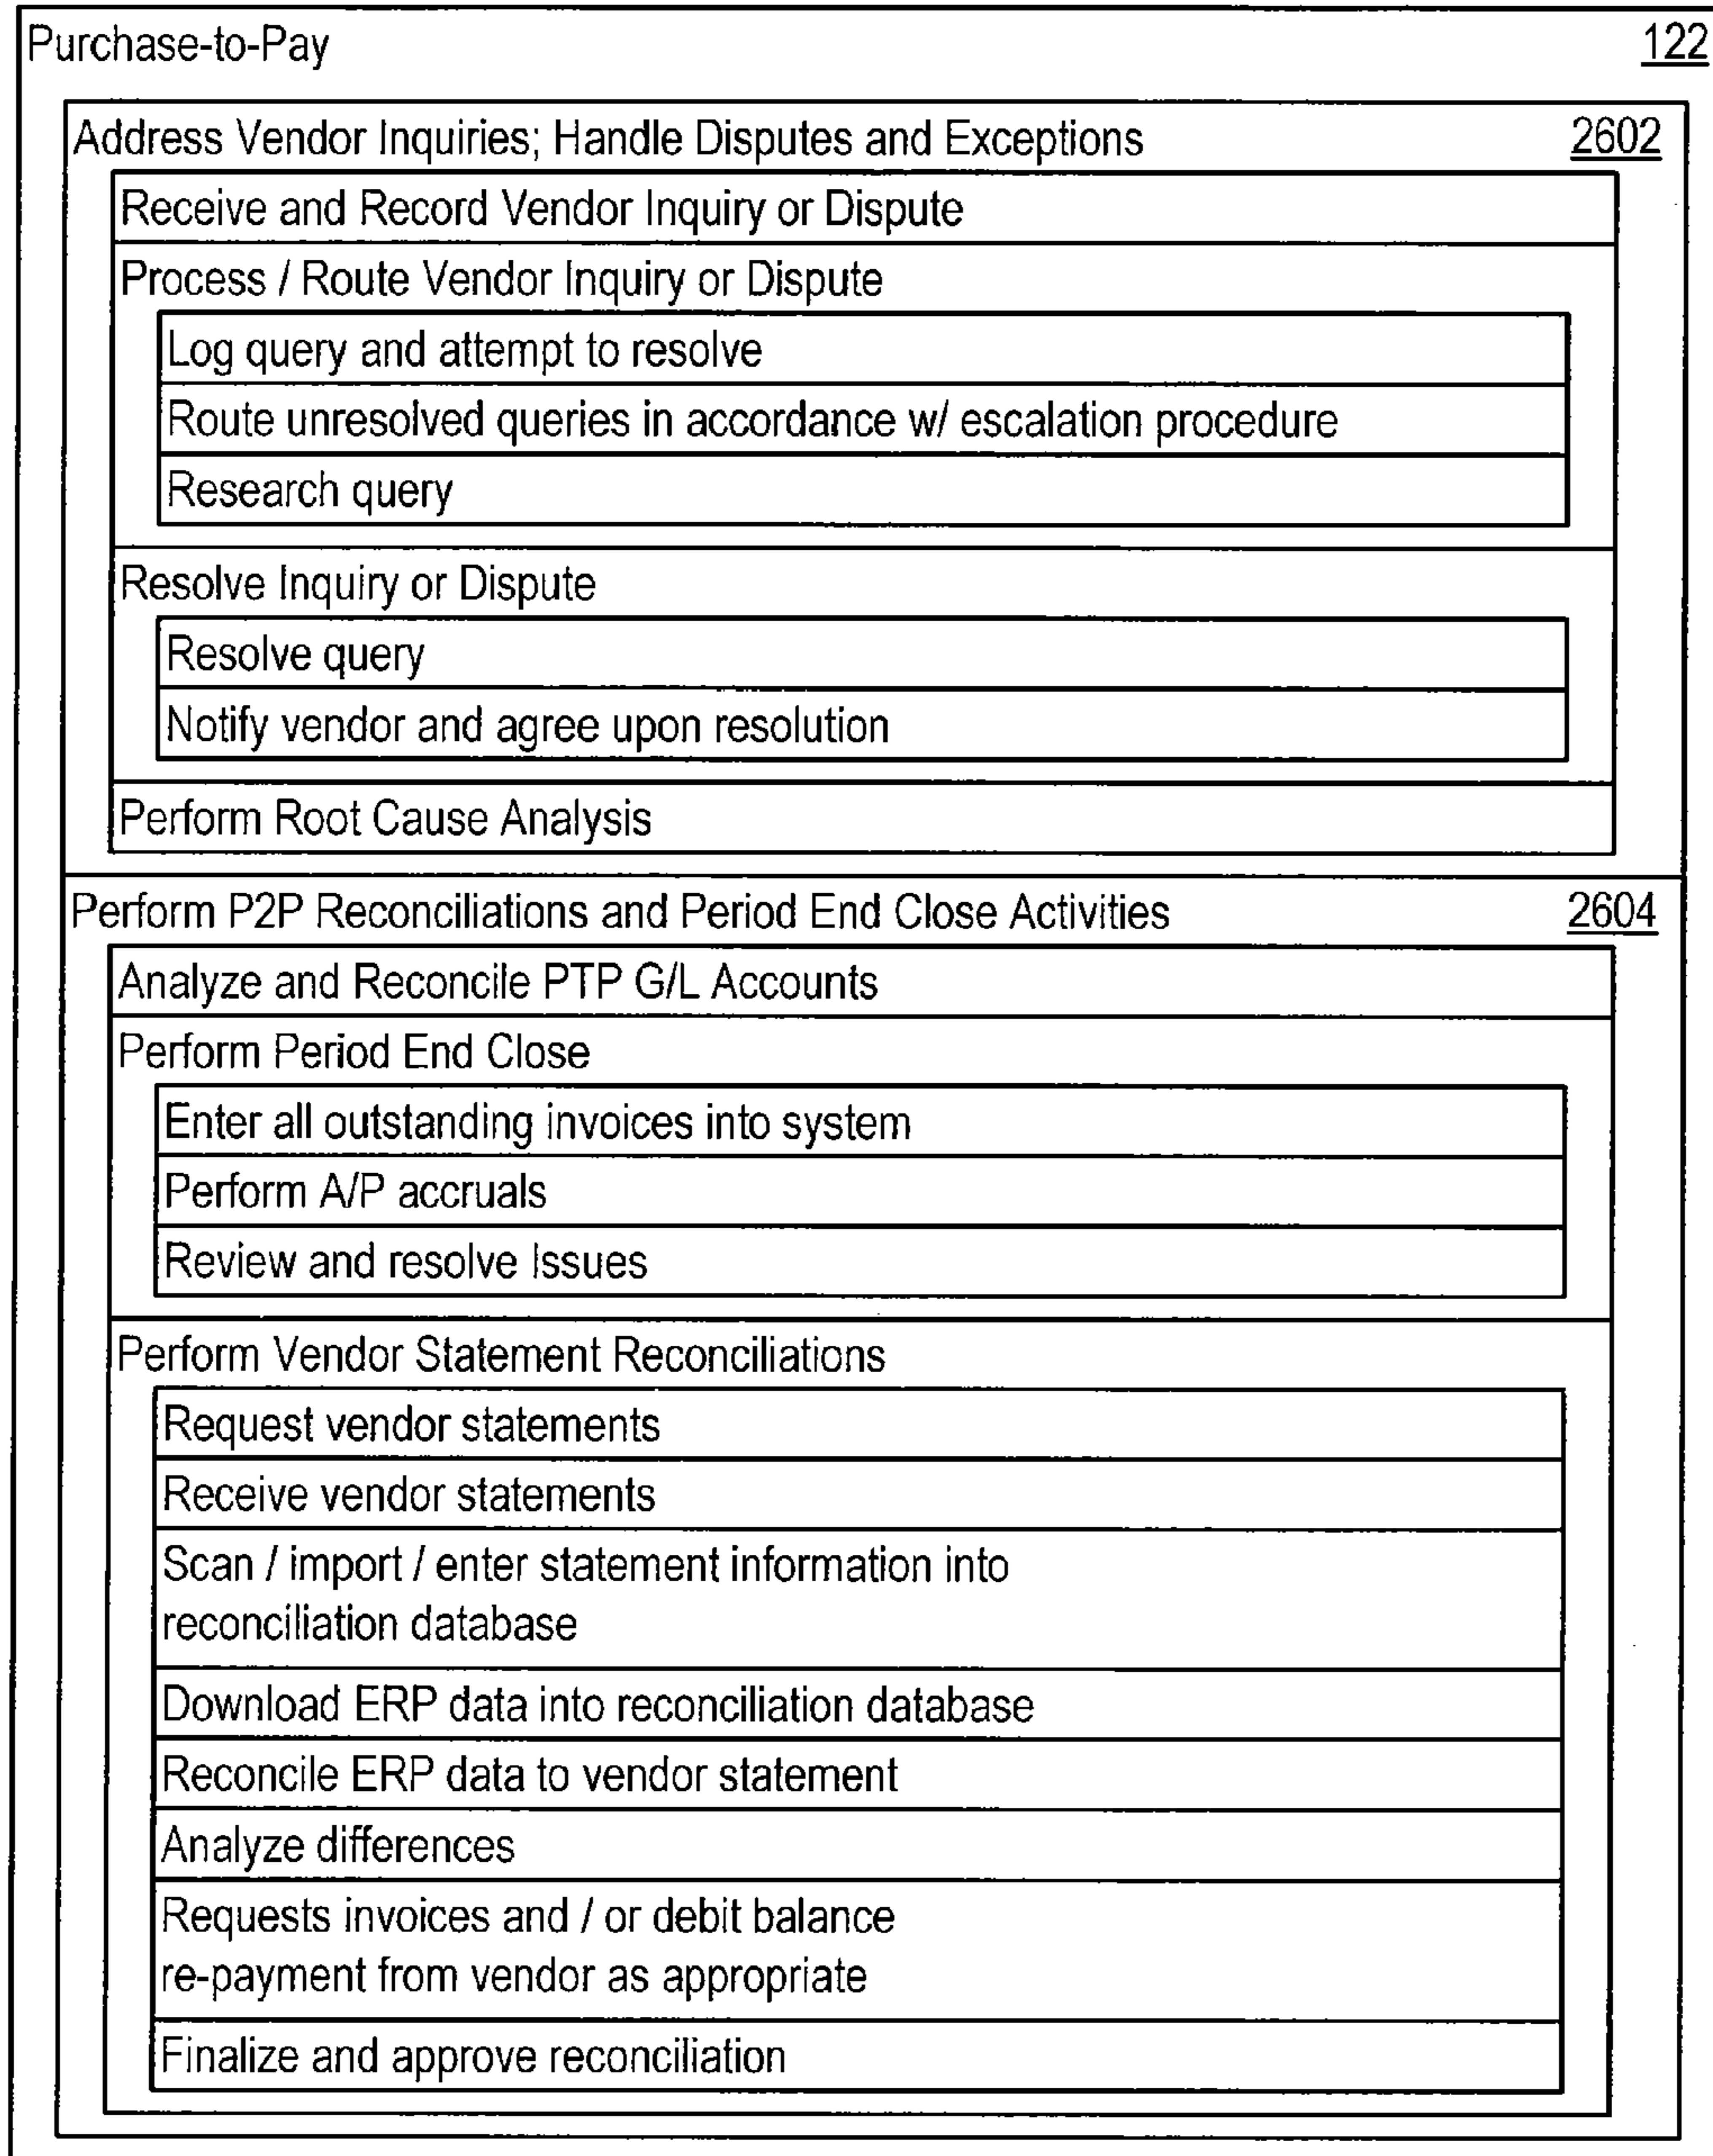 Purchase-to-Pay 122
Address Vendor Inquiries; Handle Disputes and Exceptions 2602
Receive and Record Vendor Inquiry or Dispute
Process / Route Vendor Inquiry or Dispute
Log query and attempt to resolve
Route unresolved queries in accordance w/ escalation procedure
Research query
Resolve Inquiry or Dispute
Resolve query
Notify vendor and agree upon resolution
Perform Root Cause Analysis
Perform P2P Reconciliations and Period End Close Activities 2604
Analyze and Reconcile PTP G/L Accounts
Perform Period End Close
Enter all outstanding invoices into system
Perform A/P accruals
Review and resolve Issues
Perform Vendor Statement Reconciliations
Request vendor statements
Receive vendor statements
Scan / import / enter statement information into
reconciliation database
Download ERP data into reconciliation database
Reconcile ERP data to vendor statement
Analyze differences
Requests invoices and / or debit balance
re-payment from vendor as appropriate
Finalize and approve reconciliation